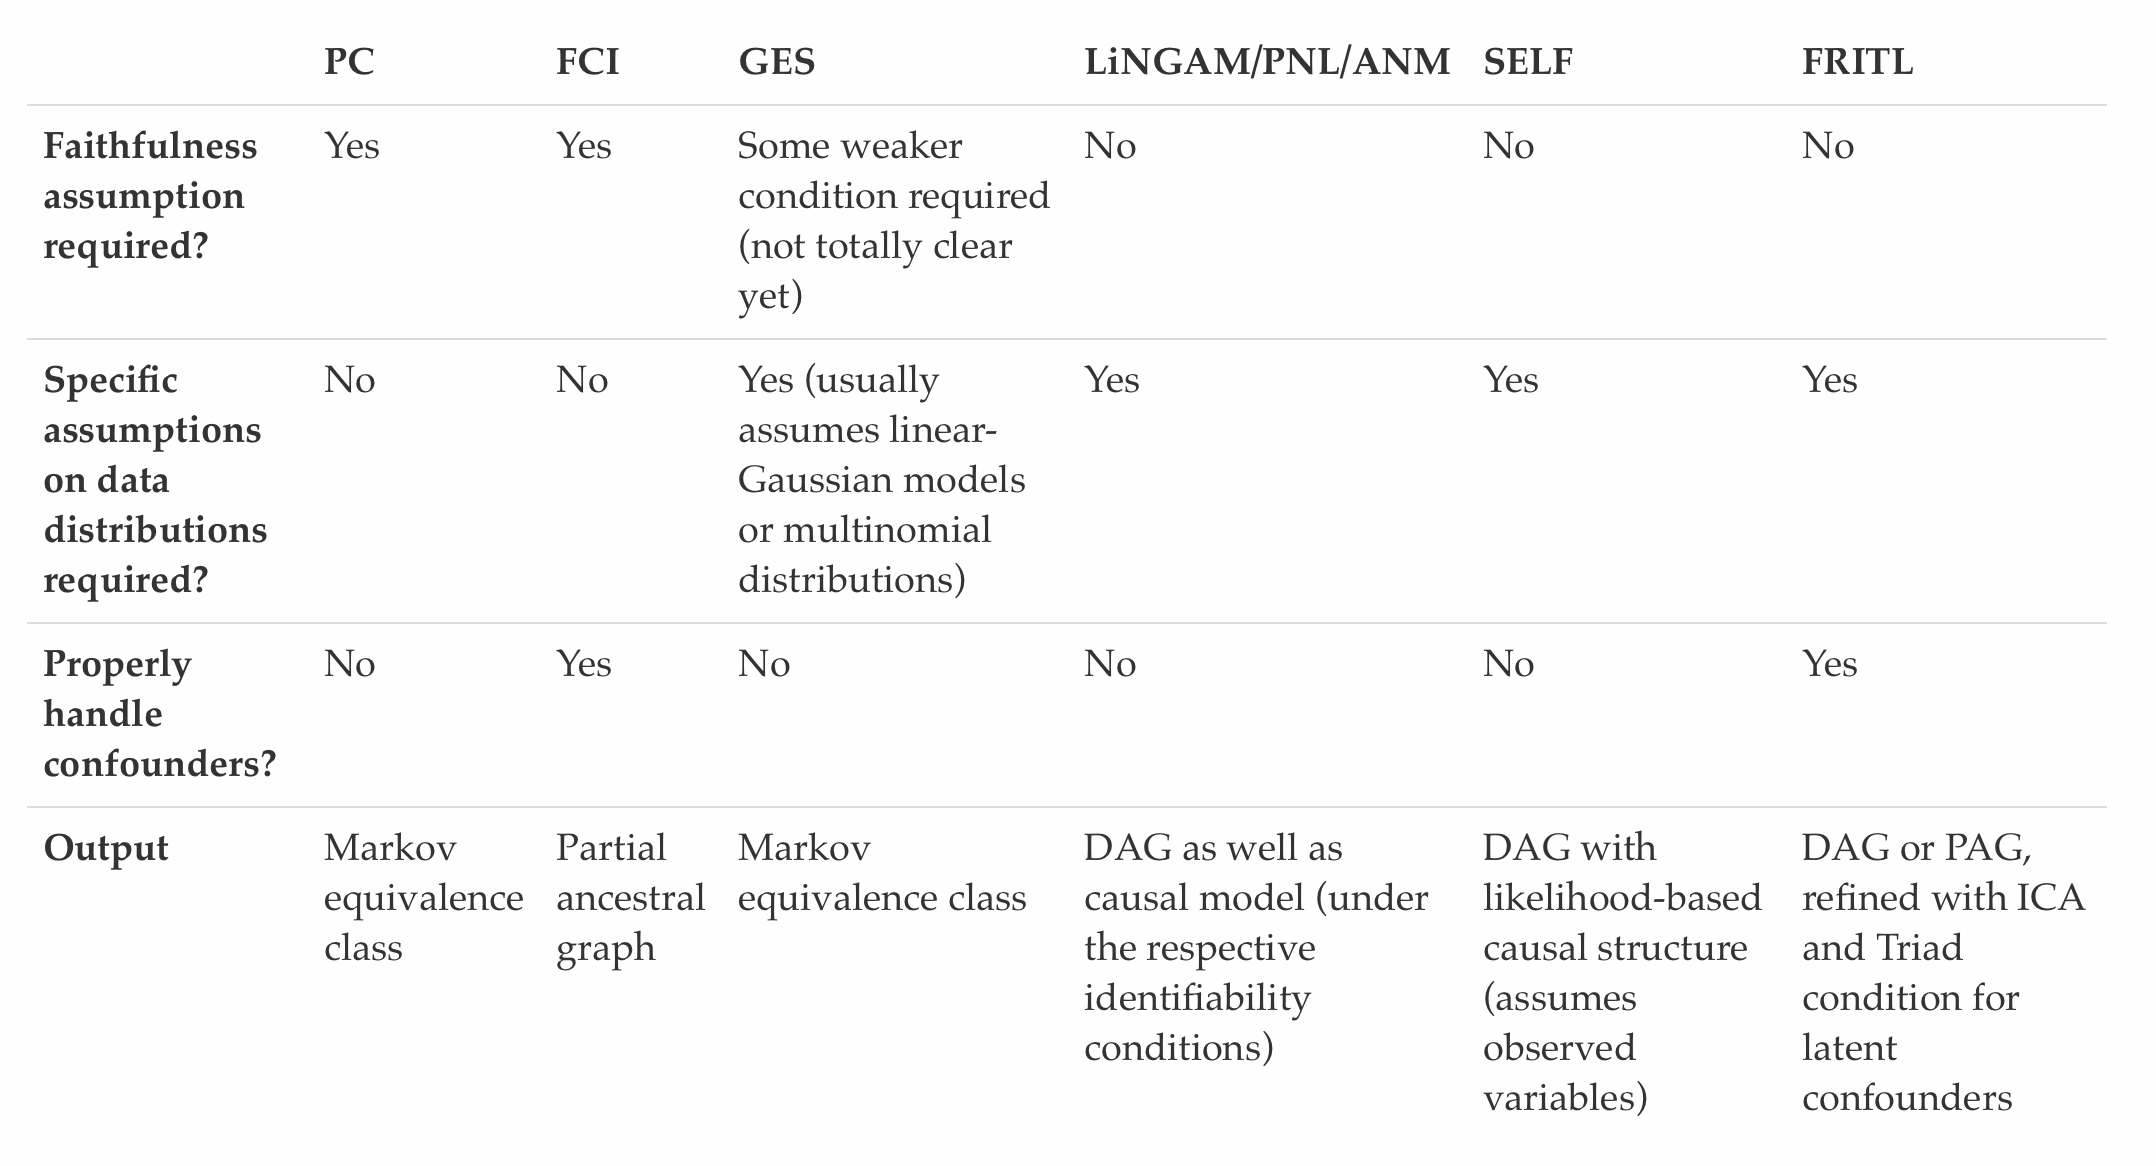 PC FCI GES LiNGAM/PNL/ANM SELF FRITL
Faithfulness assumption required? Yes Yes Some weaker condition required (not totally clear yet) No No No
Specific assumptions on data distributions required? No No Yes (usually assumes linear-Gaussian models or multinomial distributions) Yes Yes Yes
Properly handle confounders? No Yes No No No Yes
Output Markov equivalence class Partial ancestral graph Markov equivalence class DAG as well as causal model (under the respective identifiability conditions) DAG with likelihood-based causal structure (assumes observed variables) DAG or PAG, refined with ICA and Triad condition for latent confounders